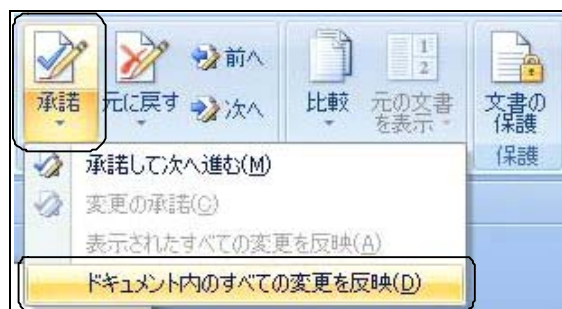 承諾
元に戻す
前へ
次へ
比較
1
2
元の文書
を表示
文書の
保護
保護
承諾して次へ進む(M)
変更の承諾(C)
表示されたすべての変更を反映(A)
ドキュメント内のすべての変更を反映(D)